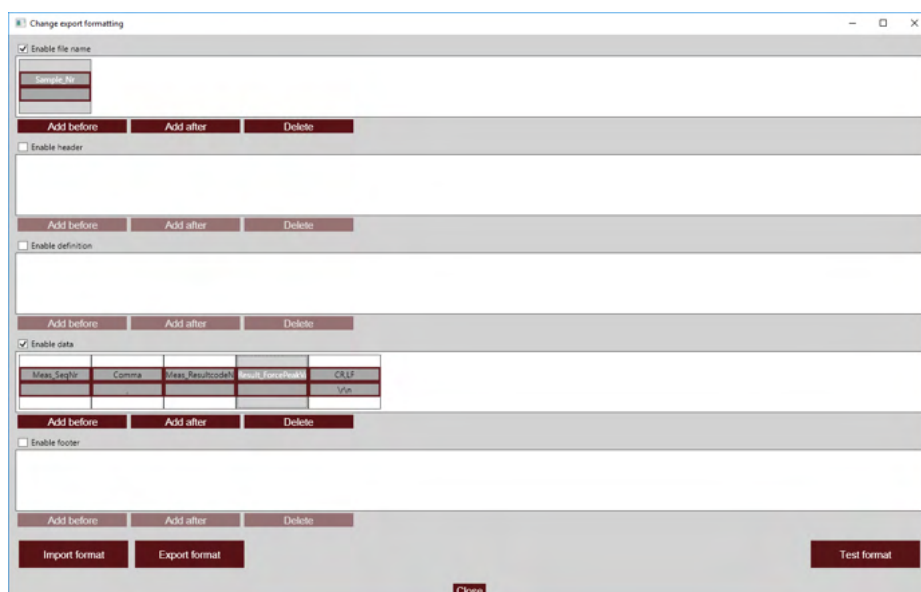 Change export formatting
Enable file name
Sample_Nr
Add before Add after Delete
Enable header
Add before Add after Delete
Enable definition
Add before Add after Delete
Enable data
Meas_SeqNr Comma Meas_ResultcodeN Result_ForcePeakV CR,LF
, \r\n
Add before Add after Delete
Enable footer
Add before Add after Delete
Import format Export format Test format
Close